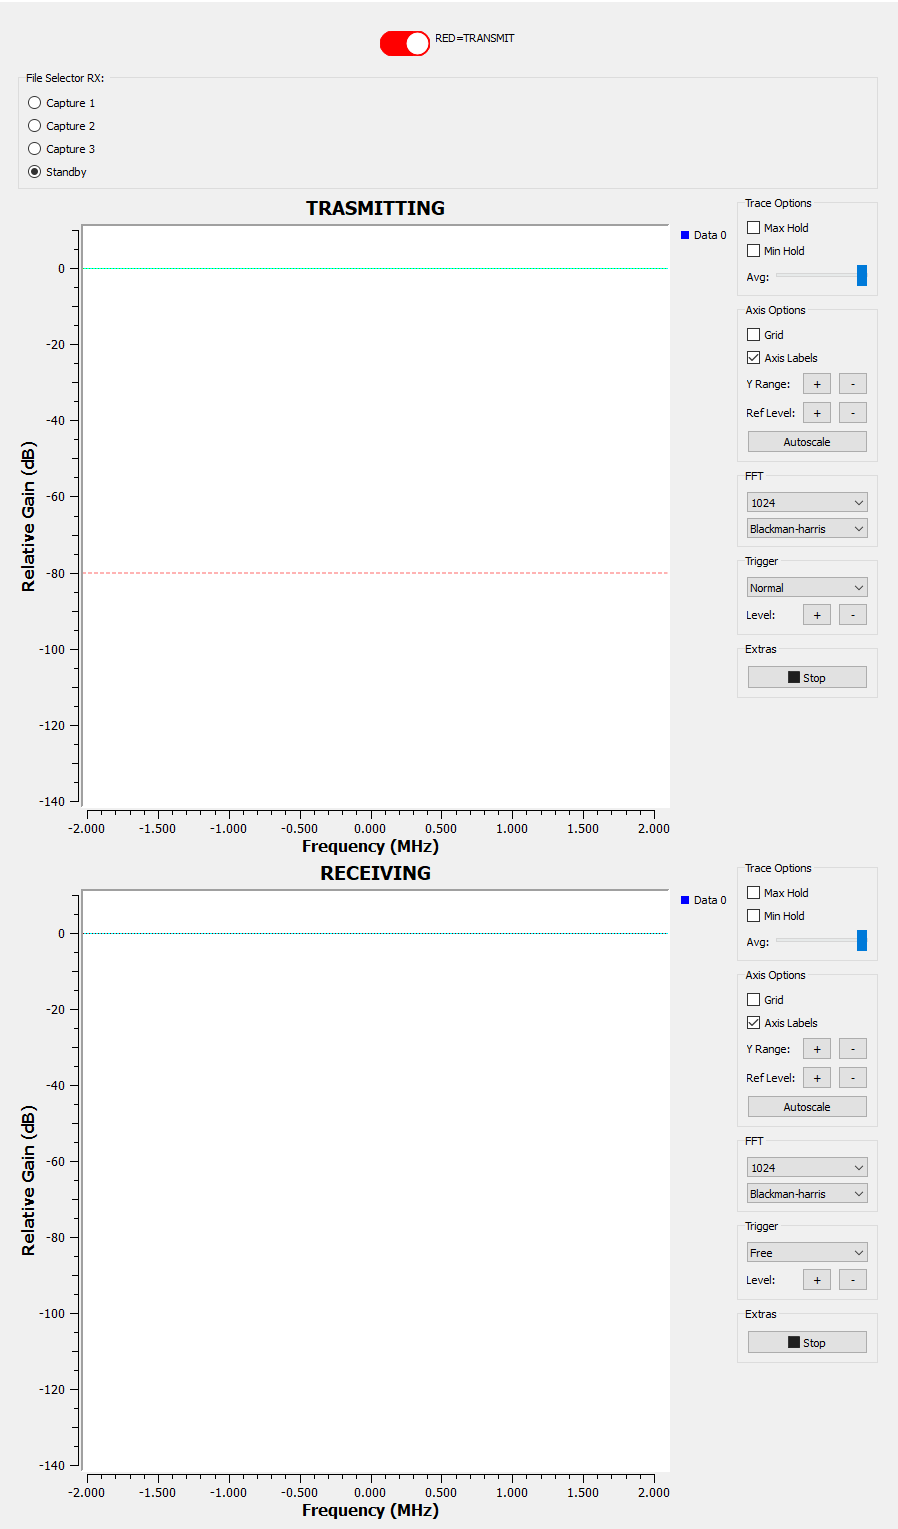 RED=TRANSMIT
File Selector RX:
Capture 1
Capture 2
Capture 3
Standby
TRASMITTING
Data 0
Relative Gain (dB)
0
-20
-40
-60
-80
-100
-120
-140
-2.000 -1.500 -1.000 -0.500 0.000 0.500 1.000 1.500 2.000
Frequency (MHz)
Trace Options
Max Hold
Min Hold
Avg:
Axis Options
Grid
Axis Labels
Y Range: + -
Ref Level: + -
Autoscale
FFT
1024
Blackman-harris
Trigger
Normal
Level: + -
Extras
Stop
RECEIVING
Data 0
Relative Gain (dB)
0
-20
-40
-60
-80
-100
-120
-140
-2.000 -1.500 -1.000 -0.500 0.000 0.500 1.000 1.500 2.000
Frequency (MHz)
Trace Options
Max Hold
Min Hold
Avg:
Axis Options
Grid
Axis Labels
Y Range: + -
Ref Level: + -
Autoscale
FFT
1024
Blackman-harris
Trigger
Free
Level: + -
Extras
Stop